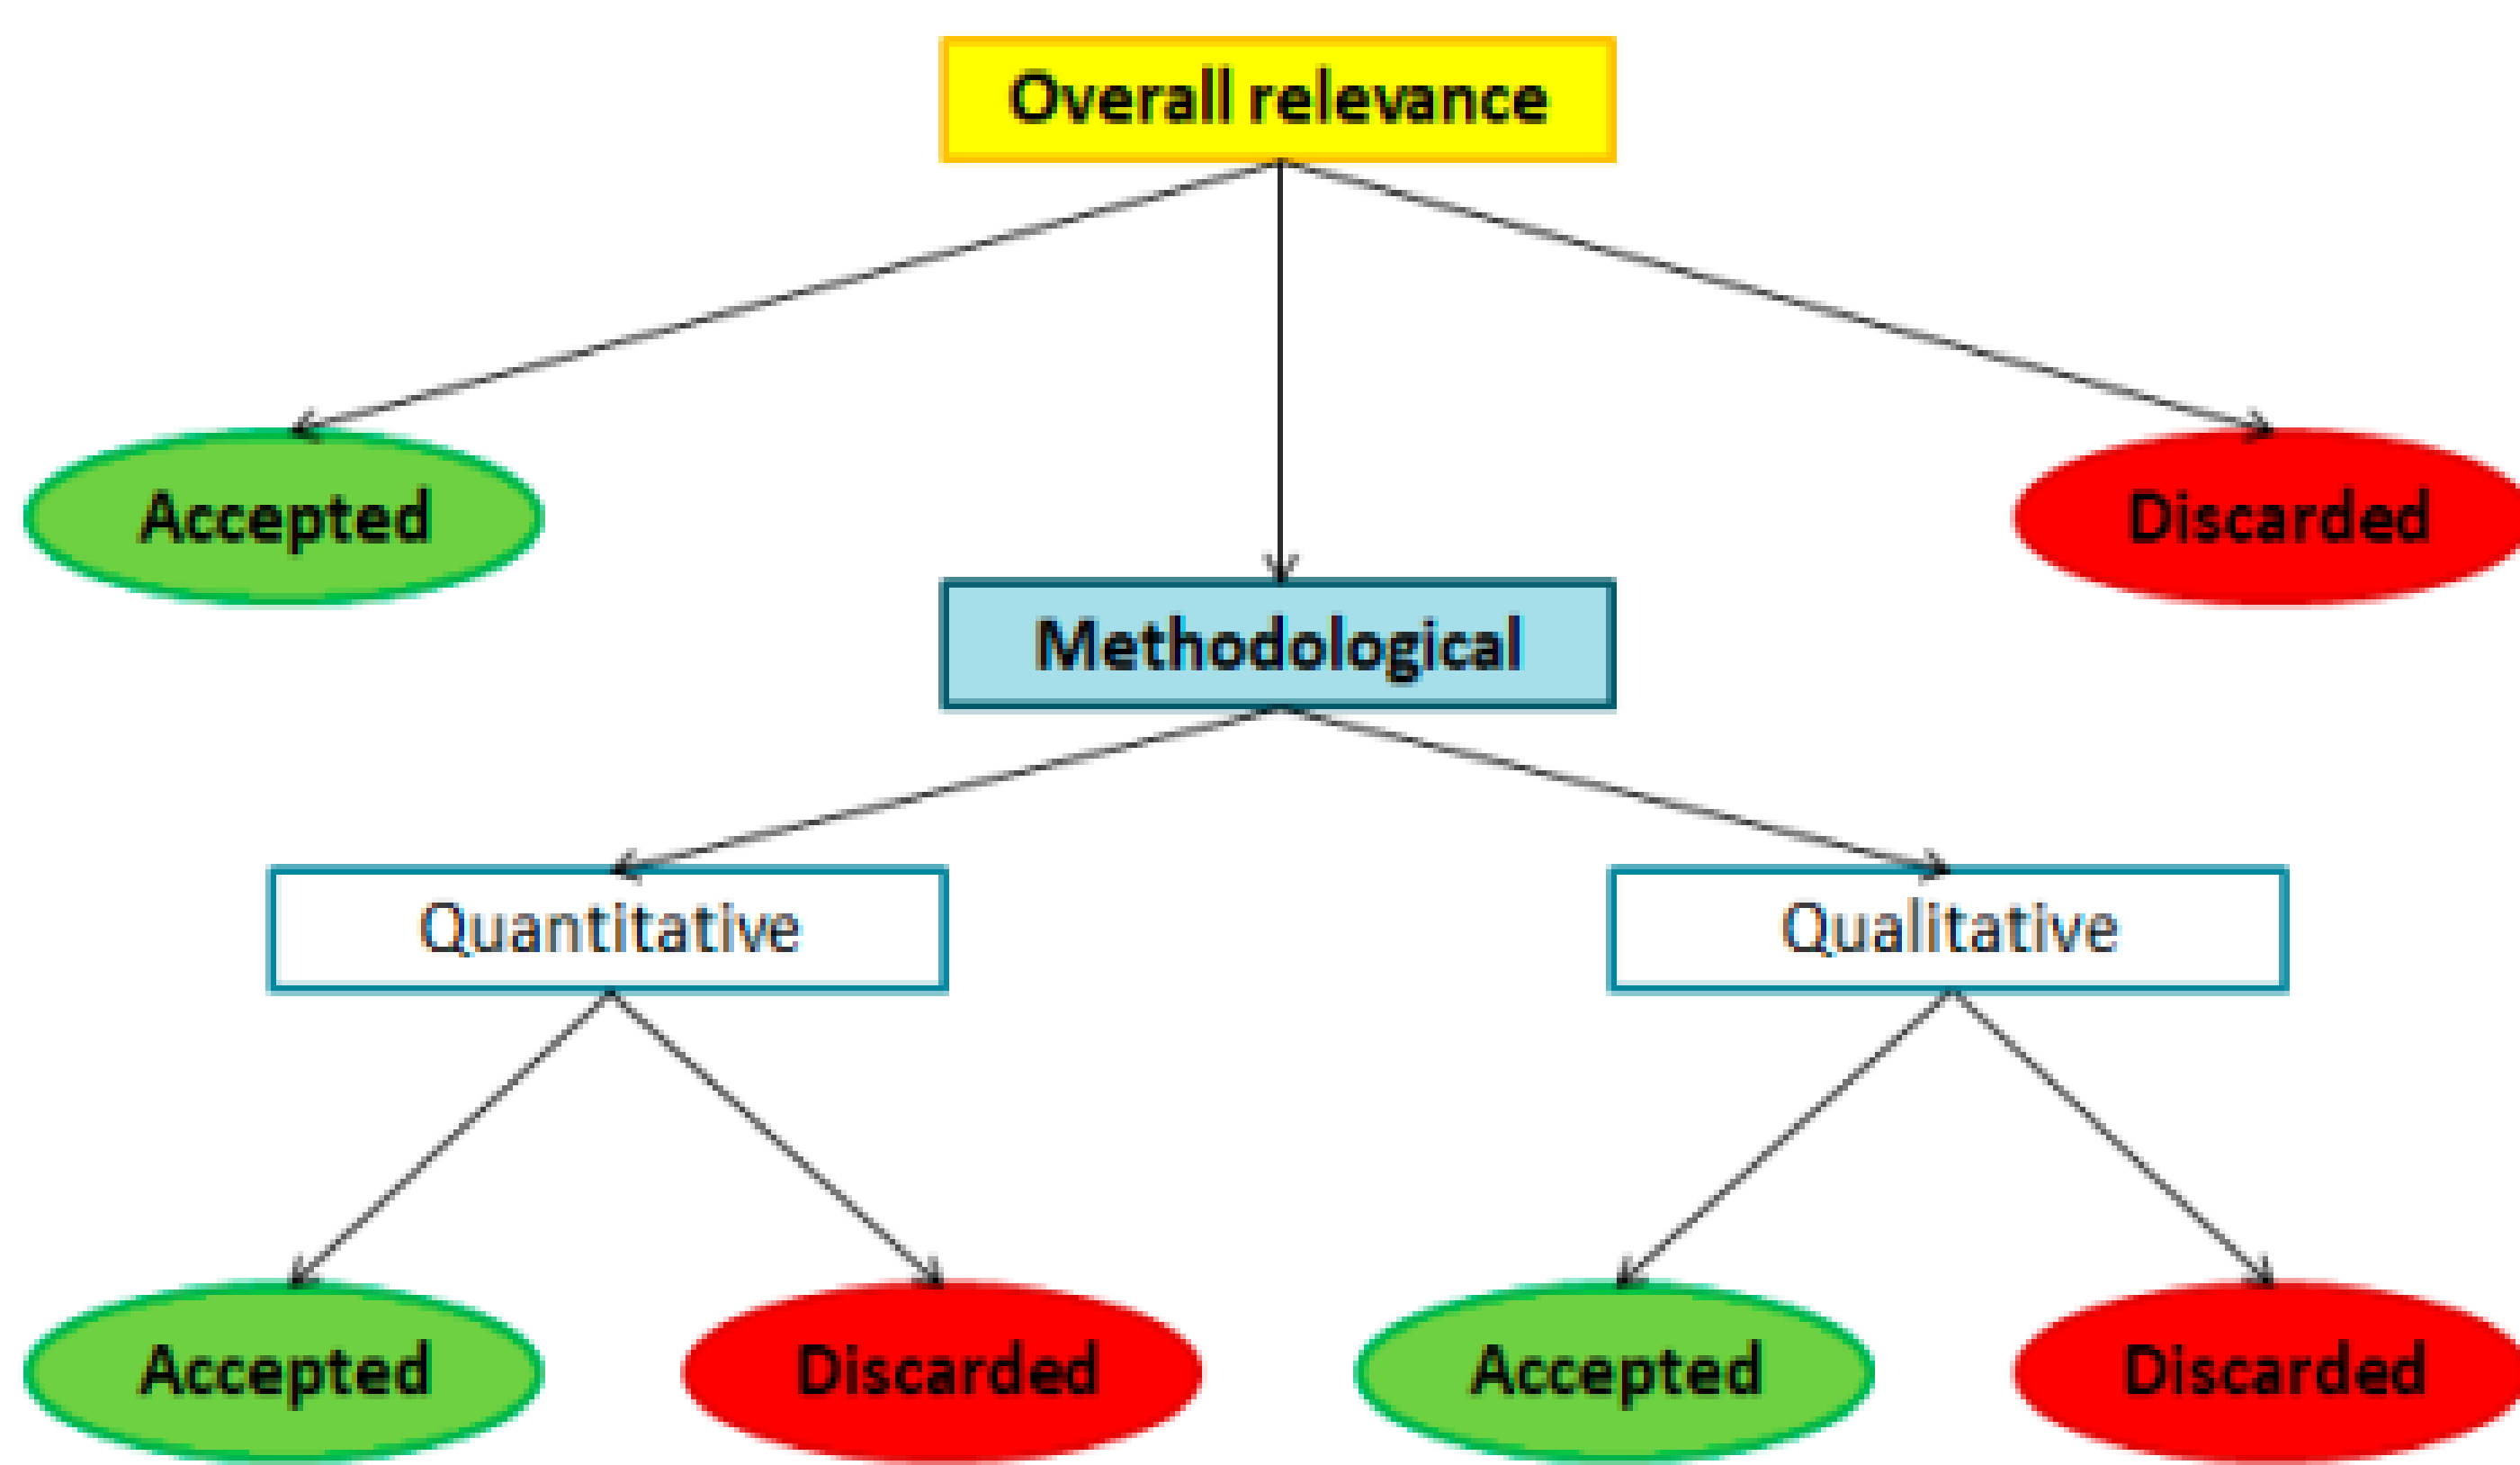 Overall relevance
Accepted
Discarded
Methodological
Quantitative
Qualitative
Accepted
Discarded
Accepted
Discarded